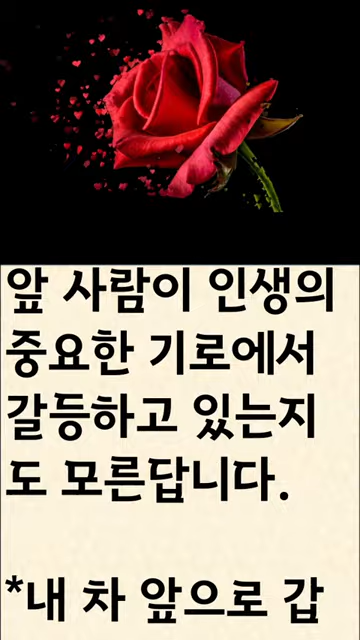 앞 사람이 인생의
중요한 기로에서
갈등하고 있는지
도 모른답니다.
*내 차 앞으로 갑